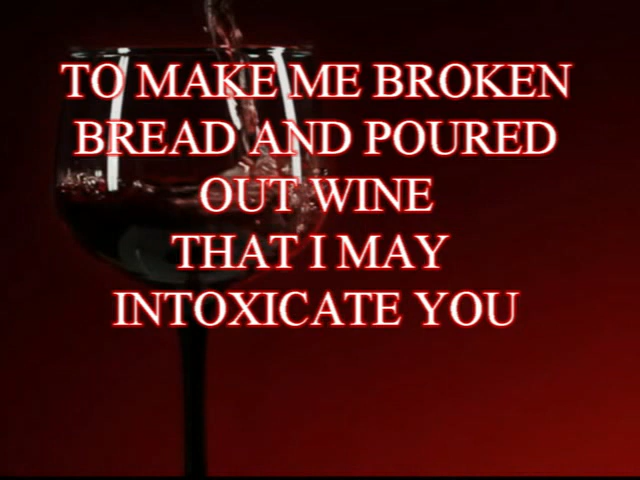 TO MAKE ME BROKEN
BREAD AND POURED
OUT WINE
THAT I MAY
INTOXICATE YOU